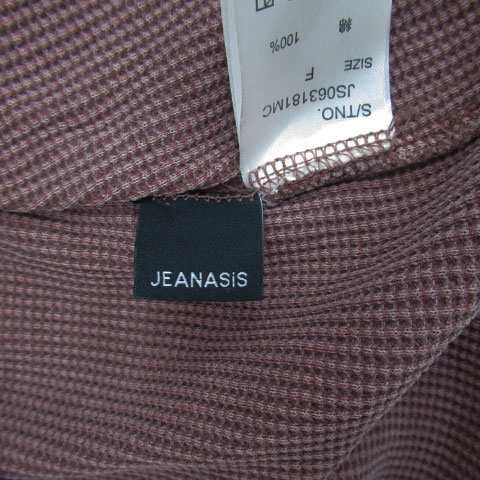 S/TNO.
JS063181MC
SIZE F
綿 100%
JEANASiS